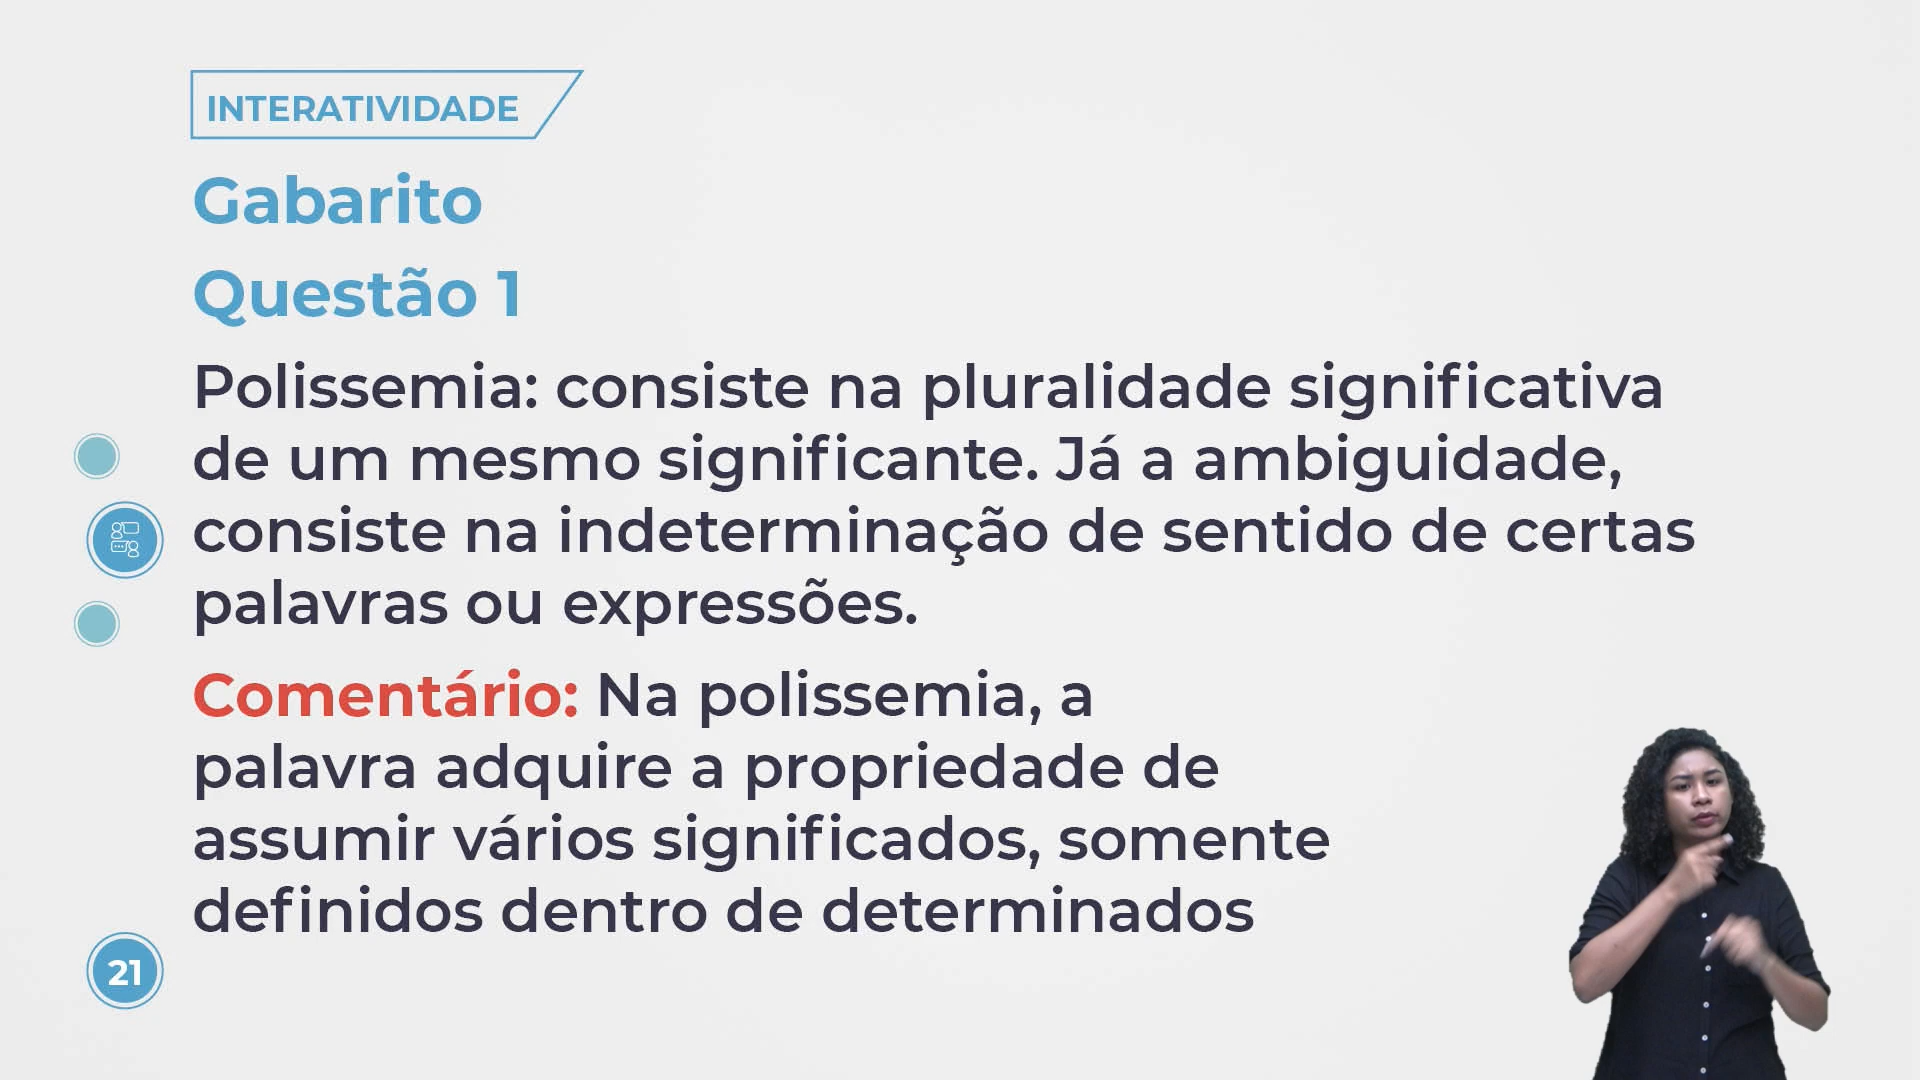 INTERATIVIDADE
Gabarito
Questão 1
Polissemia: consiste na pluralidade significativa
de um mesmo significante. Já a ambiguidade,
consiste na indeterminação de sentido de certas
palavras ou expressões.
Comentário: Na polissemia, a
palavra adquire a propriedade de
assumir vários significados, somente
definidos dentro de determinados
21